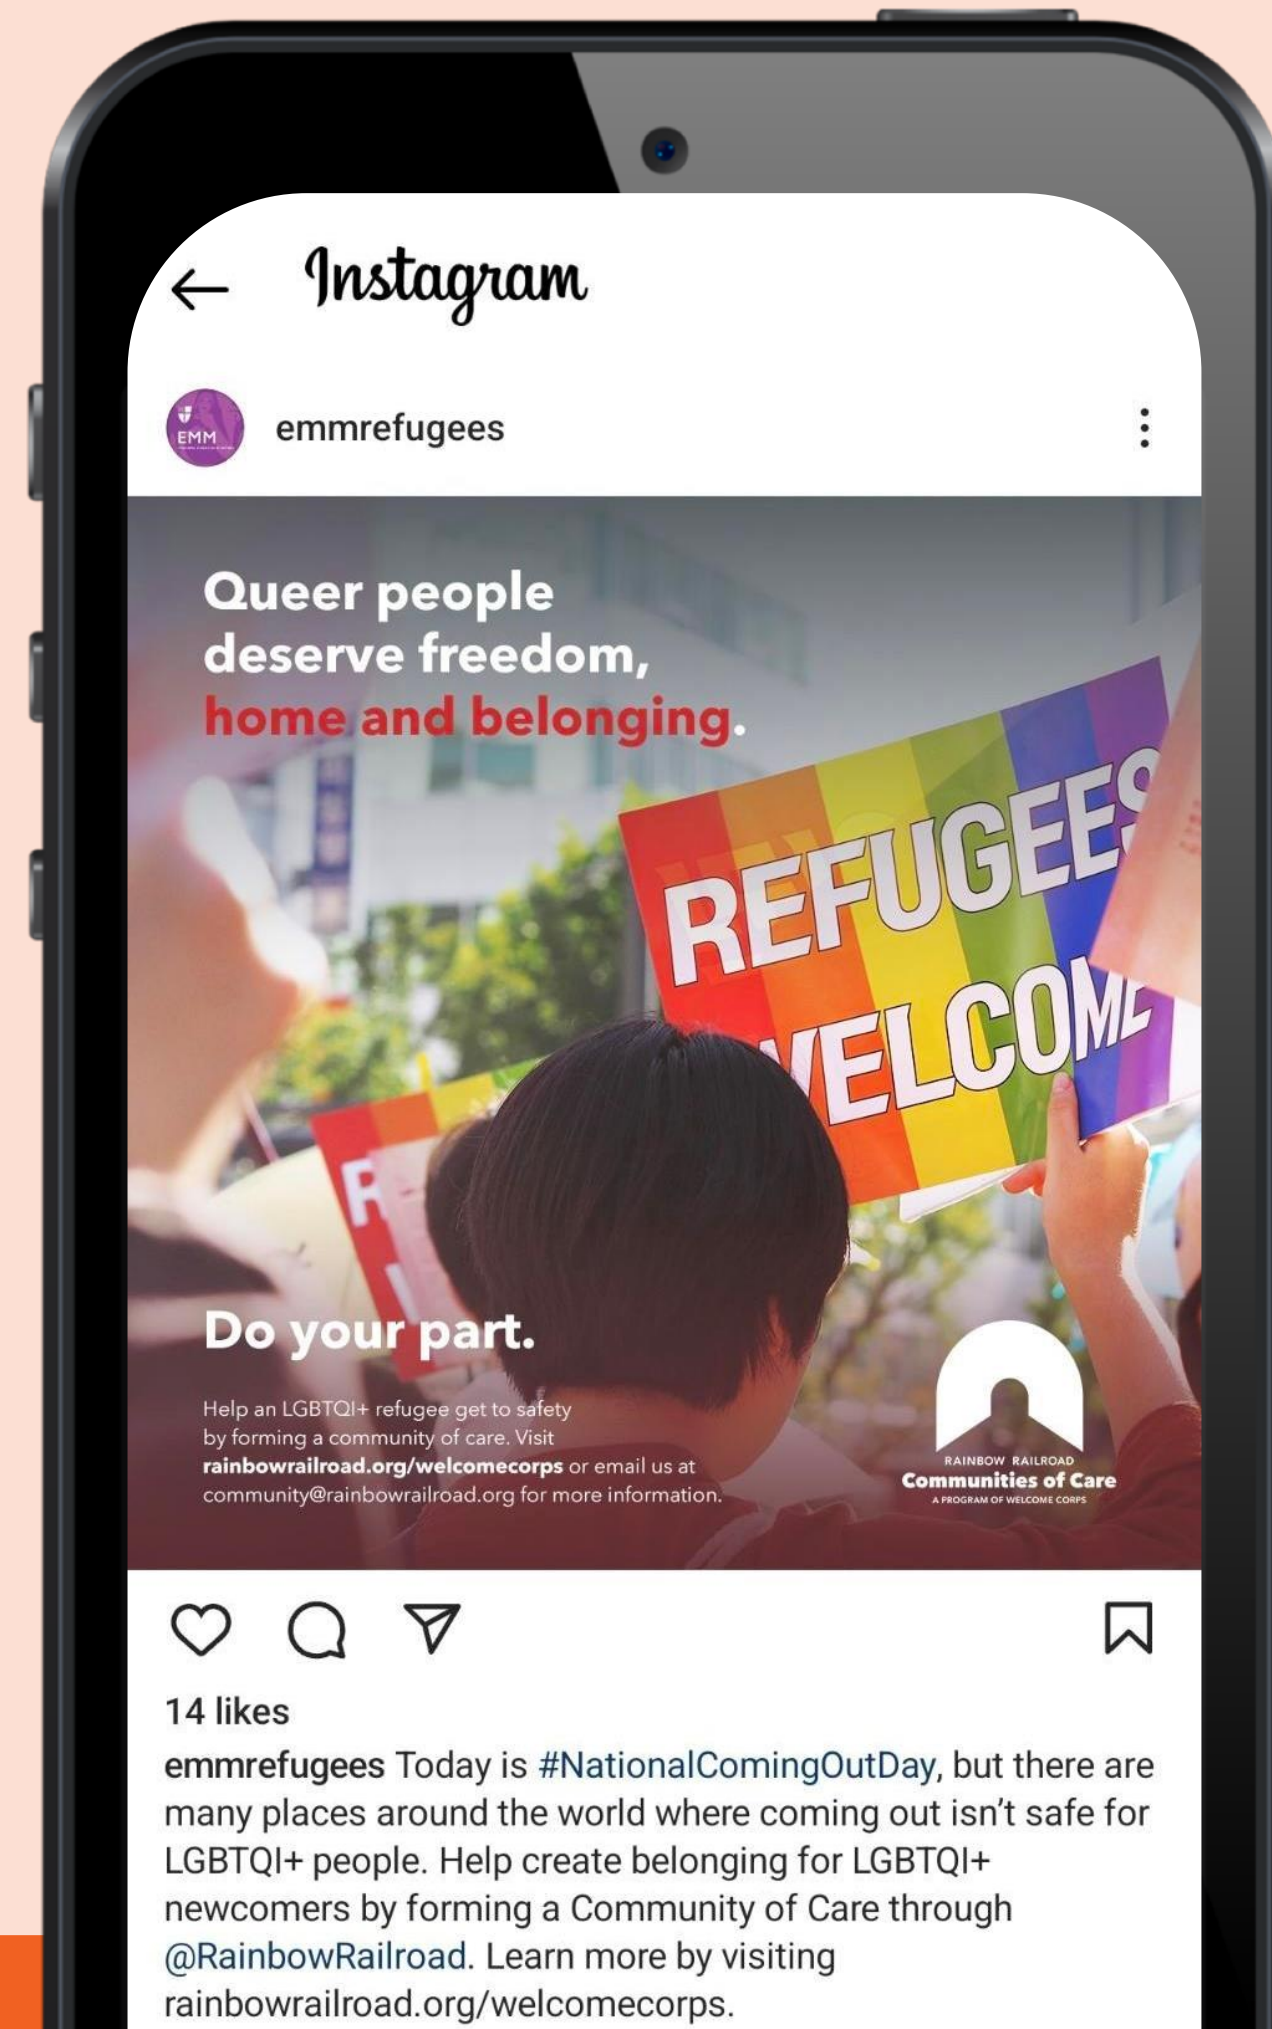 Instagram
EMM
emmrefugees
Queer people
deserve freedom,
home and belonging.
REFUGEES
WELCOME
R
Do your part.
Help an LGBTQI+ refugee get to safety
by forming a community of care. Visit
rainbowrailroad.org/welcomecorps or email us at
community@rainbowrailroad.org for more information.
RAINBOW RAILROAD
Communities of Care
A PROGRAM OF WELCOME CORPS
14 likes
emmrefugees Today is #NationalComingOutDay, but there are
many places around the world where coming out isn't safe for
LGBTQI+ people. Help create belonging for LGBTQI+
newcomers by forming a Community of Care through
@RainbowRailroad. Learn more by visiting
rainbowrailroad.org/welcomecorps.